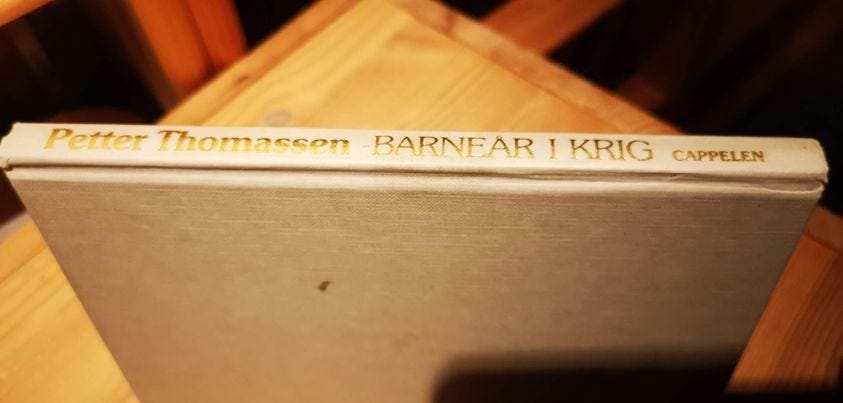 Petter Thomassen - BARNEÅR I KRIG CAPPELEN